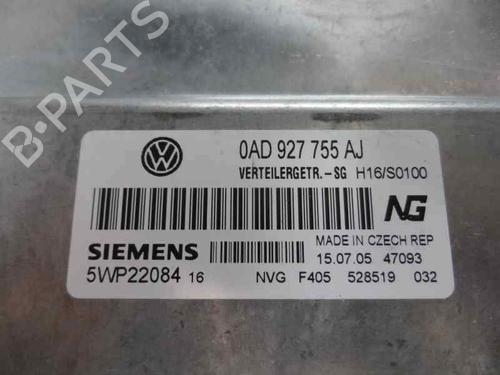 B-PARTS
0AD 927 755 AJ
VERTEILERGETR.-SG H16/S0100
NG
SIEMENS
MADE IN CZECH REP
15.07.05 47093
5WP22084 16
NVG F405 528519 032